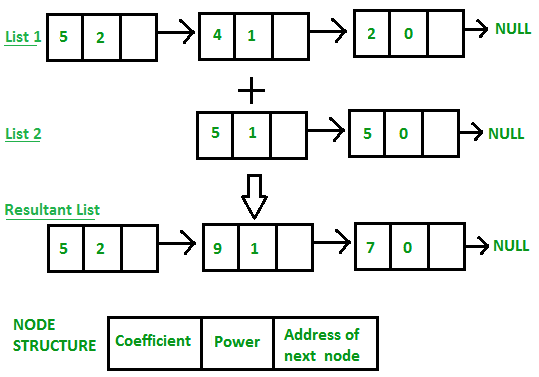 List 1 5 2 4 1 2 0 NULL
+
List 2 5 1 5 0 NULL
Resultant List
5 2 9 1 7 0 NULL
NODE
STRUCTURE
Coefficient Power Address of
next node